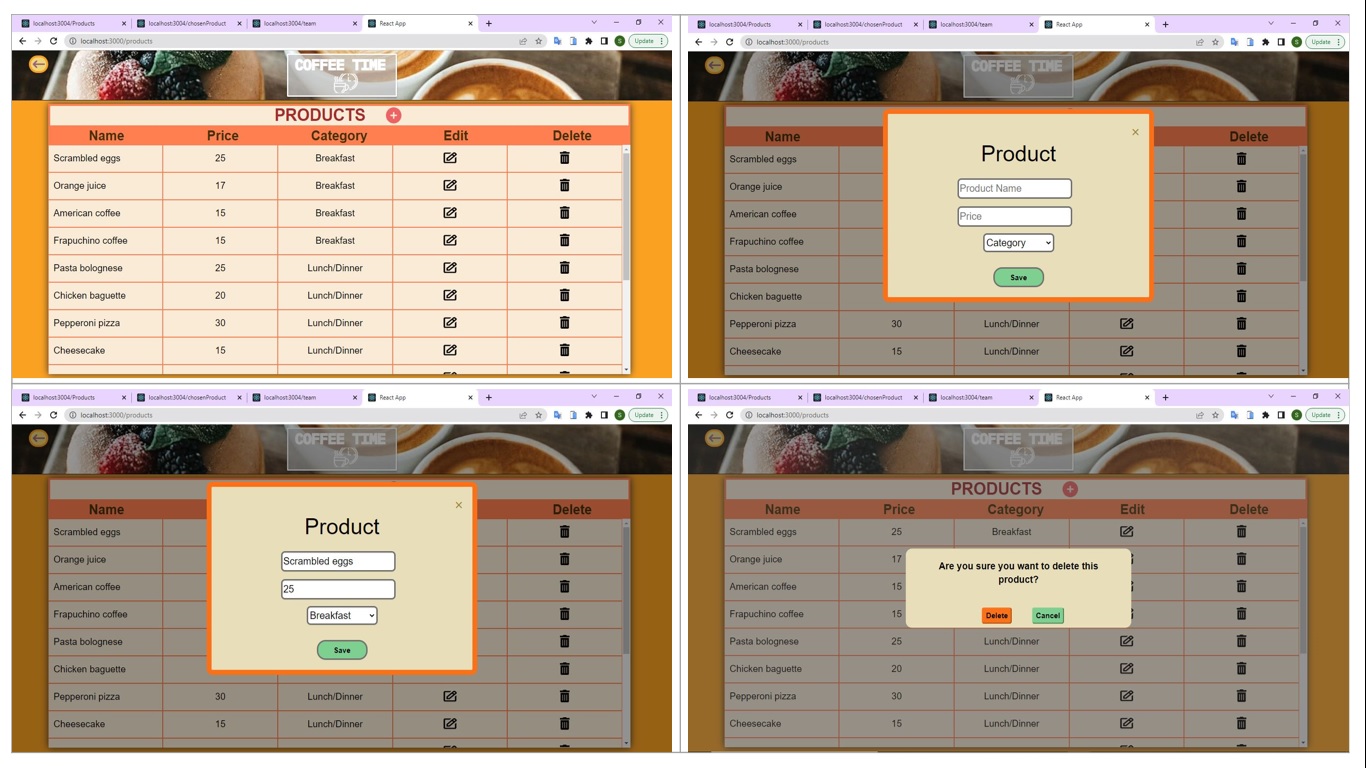 localhost:3004/Products × localhost:3004/chosenProduct × localhost:3004/team × React App × +
localhost:3000/products S Update
COFFEE TIME
PRODUCTS +
Name Price Category Edit Delete
Scrambled eggs 25 Breakfast
Orange juice 17 Breakfast
American coffee 15 Breakfast
Frapuchino coffee 15 Breakfast
Pasta bolognese 25 Lunch/Dinner
Chicken baguette 20 Lunch/Dinner
Pepperoni pizza 30 Lunch/Dinner
Cheesecake 15 Lunch/Dinner
localhost:3004/Products × localhost:3004/chosenProduct × localhost:3004/team × React App × +
localhost:3000/products S Update
COFFEE TIME
Name Delete
Scrambled eggs
Orange juice
American coffee
Frapuchino coffee
Pasta bolognese
Chicken baguette
Pepperoni pizza 30 Lunch/Dinner
Cheesecake 15 Lunch/Dinner
×
Product
Product Name
Price
Category
Save
localhost:3004/Products × localhost:3004/chosenProduct × localhost:3004/team × React App × +
localhost:3000/products S Update
COFFEE TIME
Name Delete
Scrambled eggs
Orange juice
American coffee
Frapuchino coffee
Pasta bolognese
Chicken baguette
Pepperoni pizza 30 Lunch/Dinner
Cheesecake 15 Lunch/Dinner
×
Product
Scrambled eggs
25
Breakfast
Save
localhost:3004/Products × localhost:3004/chosenProduct × localhost:3004/team × React App × +
localhost:3000/products S Update
COFFEE TIME
PRODUCTS +
Name Price Category Edit Delete
Scrambled eggs 25 Breakfast
Orange juice 17
American coffee 15
Frapuchino coffee 15
Pasta bolognese 25 Lunch/Dinner
Chicken baguette 20 Lunch/Dinner
Pepperoni pizza 30 Lunch/Dinner
Cheesecake 15 Lunch/Dinner
Are you sure you want to delete this
product?
Delete Cancel